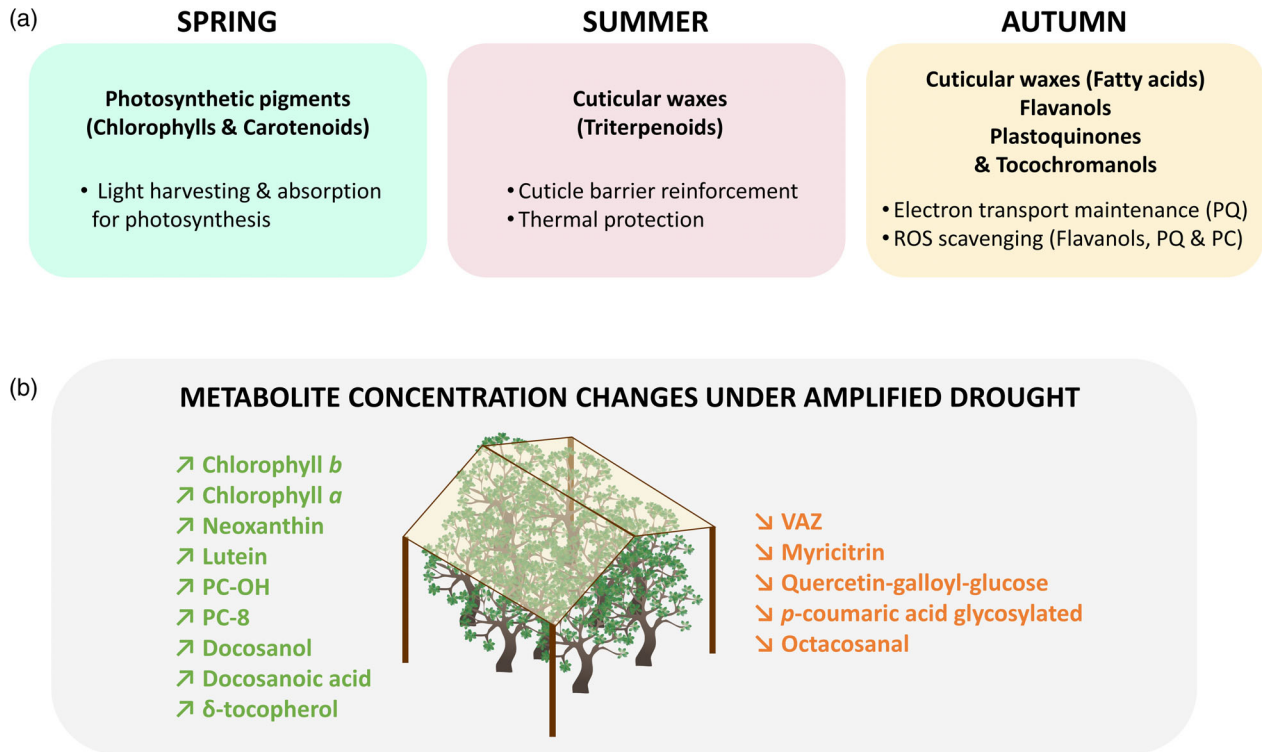 (a)
SPRING
Photosynthetic pigments
(Chlorophylls & Carotenoids)
• Light harvesting & absorption
for photosynthesis
SUMMER
Cuticular waxes
(Triterpenoids)
• Cuticle barrier reinforcement
• Thermal protection
AUTUMN
Cuticular waxes (Fatty acids)
Flavanols
Plastoquinones
& Tocochromanols
• Electron transport maintenance (PQ)
• ROS scavenging (Flavanols, PQ & PC)
(b)
METABOLITE CONCENTRATION CHANGES UNDER AMPLIFIED DROUGHT
↗ Chlorophyll b
↗ Chlorophyll a
↗ Neoxanthin
↗ Lutein
↗ PC-OH
↗ PC-8
↗ Docosanol
↗ Docosanoic acid
↗ δ-tocopherol
↘ VAZ
↘ Myricitrin
↘ Quercetin-galloyl-glucose
↘ p-coumaric acid glycosylated
↘ Octacosanal